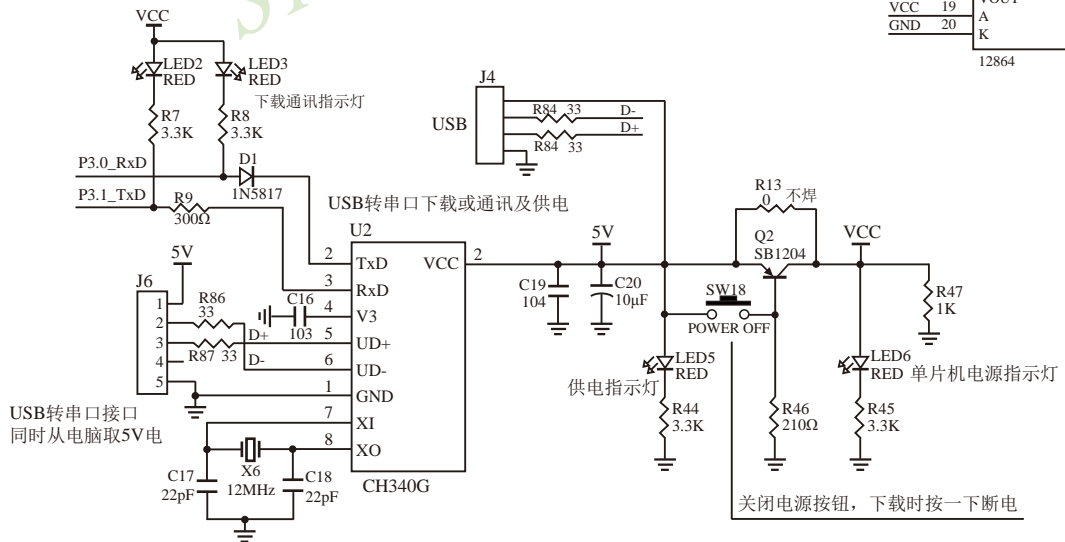 VCC
LED2
RED
LED3
RED
下载通讯指示灯
R7
3.3K
R8
3.3K
P3.0_RxD
D1
1N5817
P3.1_TxD
R9
300Ω
USB转串口下载或通讯及供电
U2
2
TxD
VCC
2
3
RxD
4
V3
5
UD+
6
UD-
1
GND
7
XI
8
XO
CH340G
5V
J6
1
2
3
4
5
R86
33
R87
33
D+
D-
C16
103
USB转串口接口
同时从电脑取5V电
C17
22pF
X6
12MHz
C18
22pF
J4
USB
R84
33
D-
R84
33
D+
5V
C19
104
C20
10μF
R13
0
不焊
Q2
SB1204
VCC
SW18
POWER OFF
R47
1K
LED5
RED
供电指示灯
R44
3.3K
R46
210Ω
LED6
RED
单片机电源指示灯
R45
3.3K
关闭电源按钮，下载时按一下断电
VCC
19
A
GND
20
K
12864